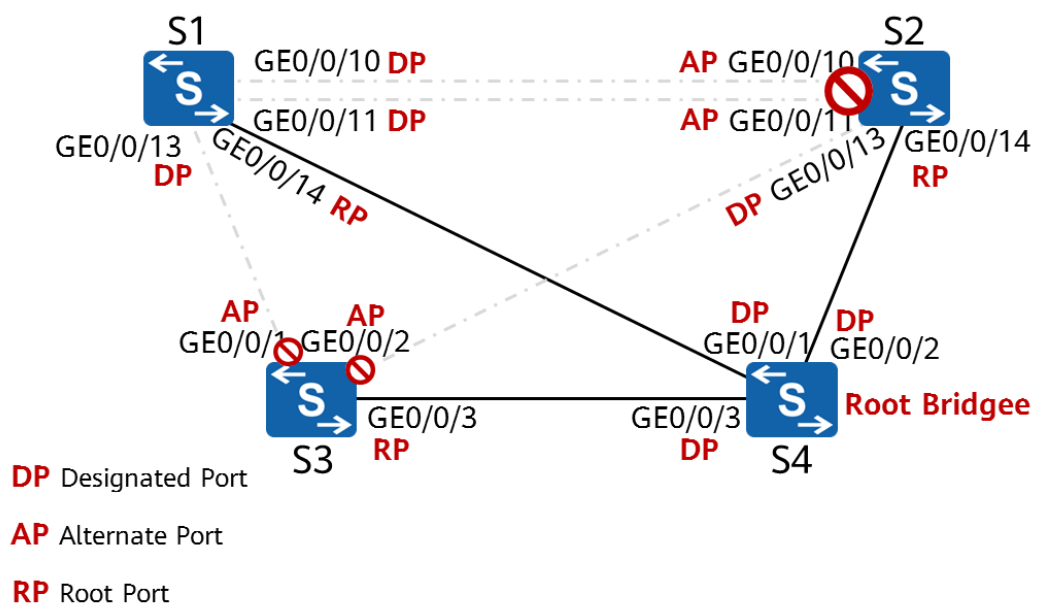 S1
S2
GE0/0/10 DP
AP GE0/0/10
S
S
GE0/0/11 DP
AP GE0/0/11
GE0/0/13
DP
GE0/0/14 RP
DP GE0/0/13
GE0/0/14
RP
AP
GE0/0/1
AP
GE0/0/2
DP
GE0/0/1
DP
GE0/0/2
S
S
GE0/0/3
RP
GE0/0/3
DP
Root Bridgee
S3
S4
DP Designated Port
AP Alternate Port
RP Root Port